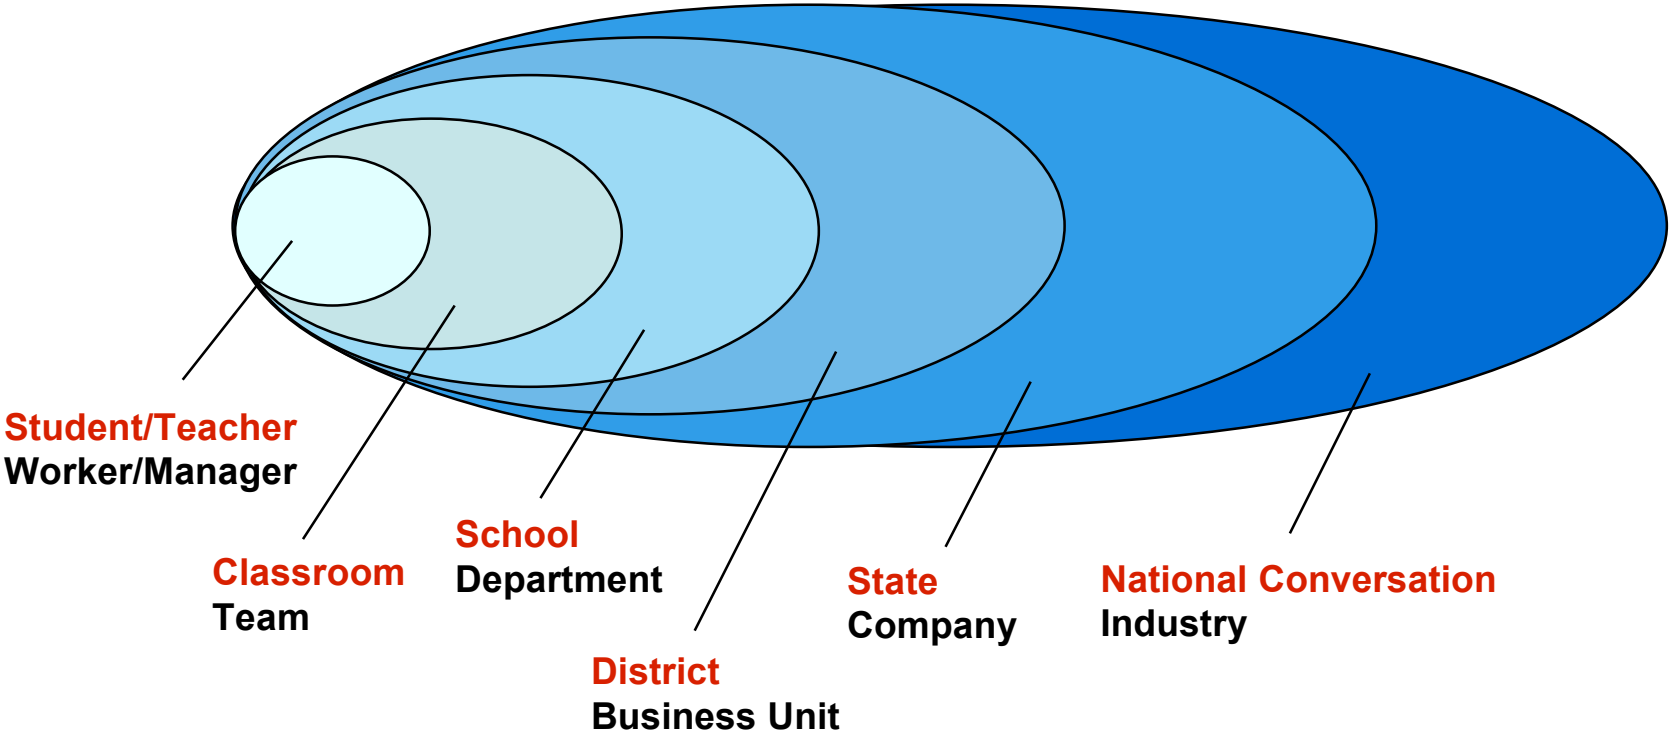 Student/Teacher
Worker/Manager
Classroom
Team
School
Department
District
Business Unit
State
Company
National Conversation
Industry